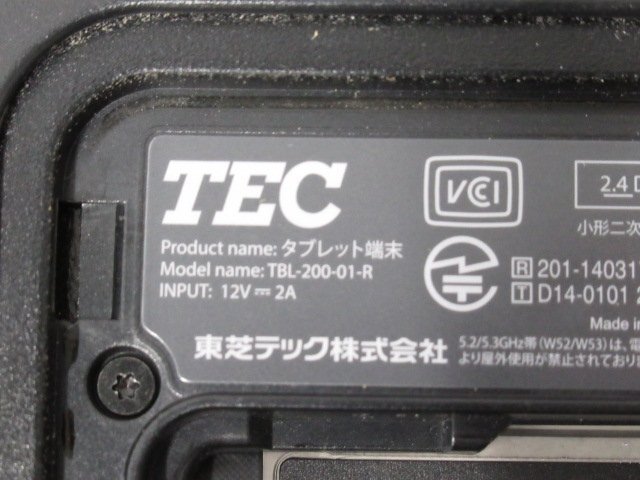 TEC
VCCI
2.4 D
小形二次
Product name: タブレット端末
Model name: TBL-200-01-R
INPUT: 12V ⎓ 2A
R 201-14031
T D14-0101 2
Made in
東芝テック株式会社
5.2/5.3GHz帯(W52/W53)は、電
より屋外使用が禁止されており